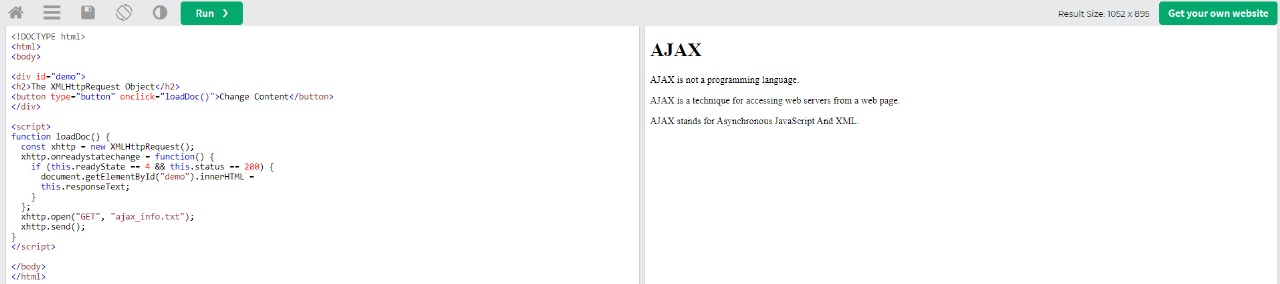 Run ❯
Result Size: 1052 x 895
Get your own website
<!DOCTYPE html>
<html>
<body>

<div id="demo">
<h2>The XMLHttpRequest Object</h2>
<button type="button" onclick="loadDoc()">Change Content</button>
</div>

<script>
function loadDoc() {
  const xhttp = new XMLHttpRequest();
  xhttp.onreadystatechange = function() {
    if (this.readyState == 4 && this.status == 200) {
      document.getElementById("demo").innerHTML =
      this.responseText;
    }
  };
  xhttp.open("GET", "ajax_info.txt");
  xhttp.send();
}
</script>

</body>
</html>
AJAX
AJAX is not a programming language.
AJAX is a technique for accessing web servers from a web page.
AJAX stands for Asynchronous JavaScript And XML.